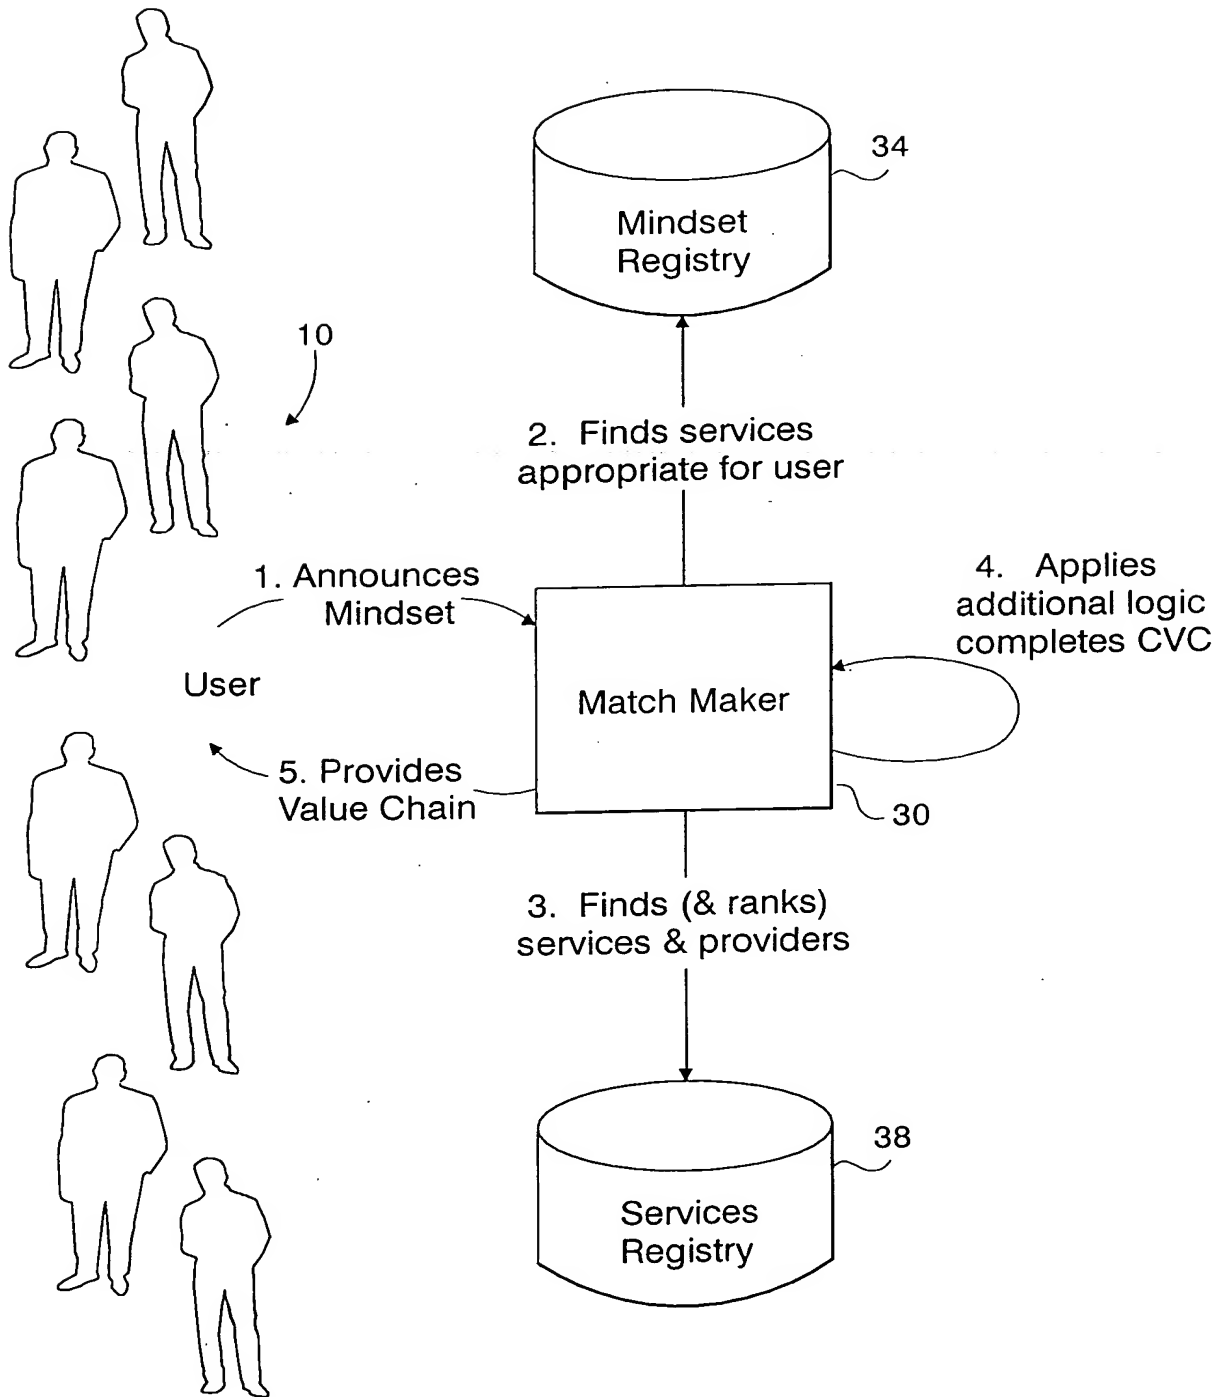 34
Mindset
Registry
10
2. Finds services
appropriate for user
1. Announces
Mindset
4. Applies
additional logic
completes CVC
User
Match Maker
5. Provides
Value Chain
30
3. Finds (& ranks)
services & providers
38
Services
Registry